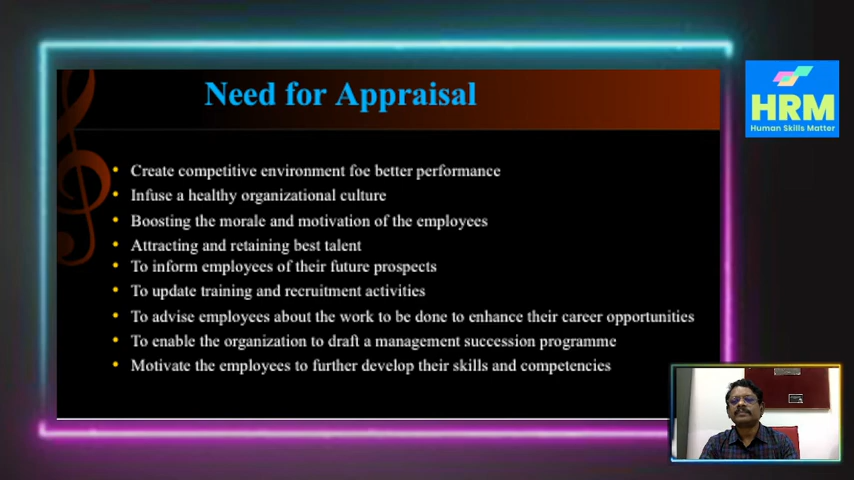 Need for Appraisal
HRM
Human Skills Matter
Create competitive environment foe better performance
Infuse a healthy organizational culture
Boosting the morale and motivation of the employees
Attracting and retaining best talent
To inform employees of their future prospects
To update training and recruitment activities
To advise employees about the work to be done to enhance their career opportunities
To enable the organization to draft a management succession programme
Motivate the employees to further develop their skills and competencies